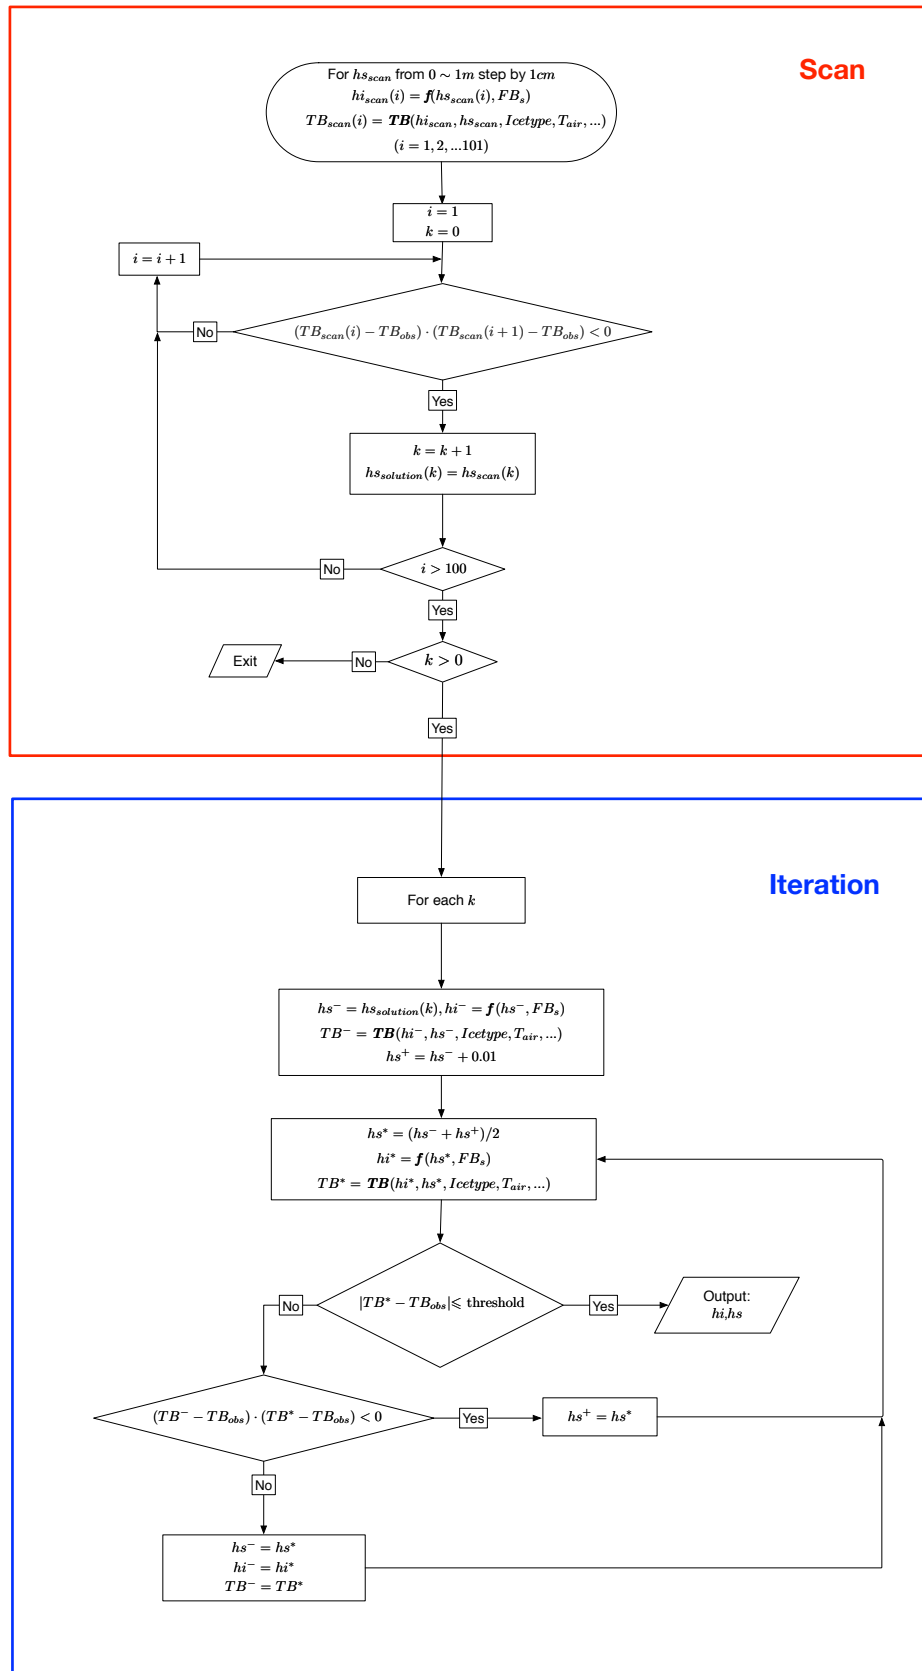 Scan
For hs_scan from 0 ∼ 1m step by 1cm
hi_scan(i) = f(hs_scan(i), FB_s)
TB_scan(i) = TB(hi_scan, hs_scan, Icetype, T_air, ...)
(i = 1, 2, ...101)
i = 1
k = 0
i = i + 1
(TB_scan(i) − TB_obs) · (TB_scan(i+1) − TB_obs) < 0
No
Yes
k = k + 1
hs_solution(k) = hs_scan(k)
No
i > 100
Yes
Exit
No
k > 0
Yes
Iteration
For each k
hs⁻ = hs_solution(k), hi⁻ = f(hs⁻, FB_s)
TB⁻ = TB(hi⁻, hs⁻, Icetype, T_air, ...)
hs⁺ = hs⁻ + 0.01
hs* = (hs⁻ + hs⁺)/2
hi* = f(hs*, FB_s)
TB* = TB(hi*, hs*, Icetype, T_air, ...)
No
|TB* − TB_obs| ⩽ threshold
Yes
Output:
hi,hs
(TB⁻ − TB_obs) · (TB* − TB_obs) < 0
Yes
hs⁺ = hs*
No
hs⁻ = hs*
hi⁻ = hi*
TB⁻ = TB*